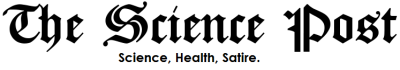 The Science Post
Science, Health, Satire.